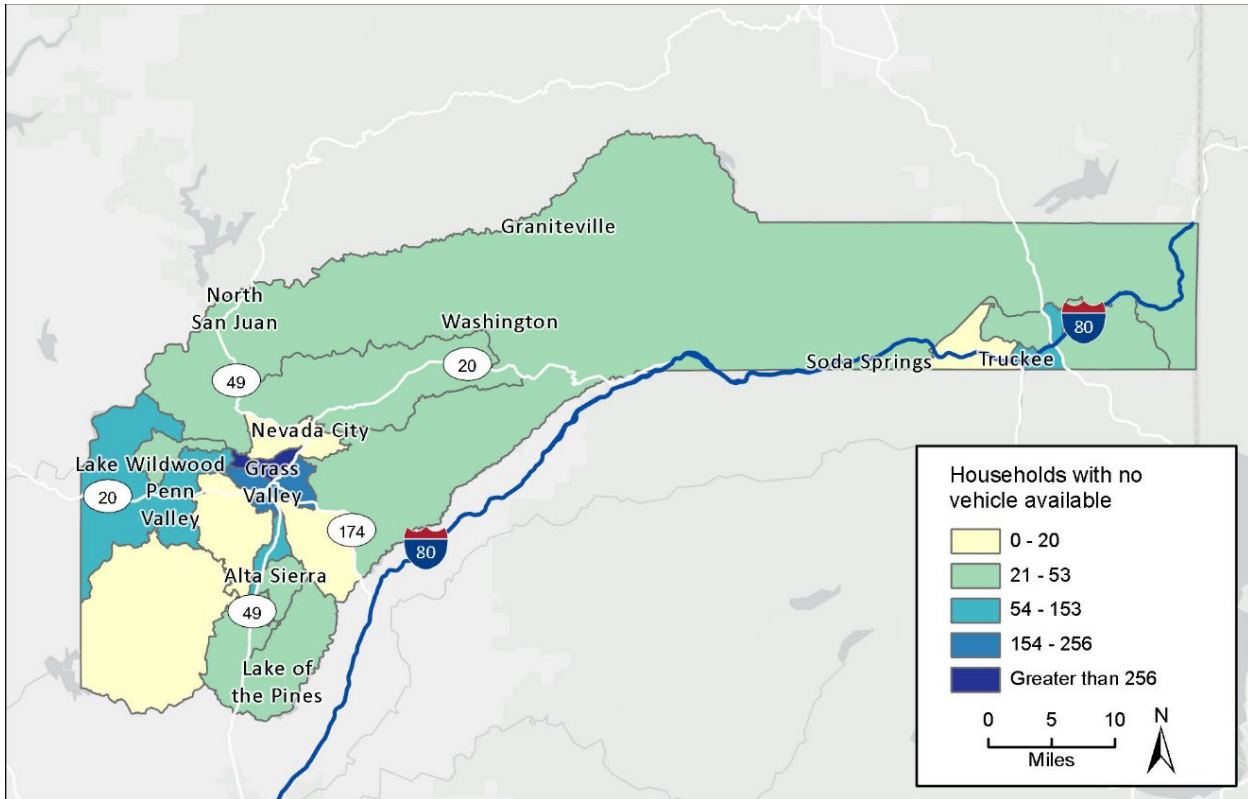 Graniteville
North
San Juan
Washington
20
49
80
Soda Springs
Truckee
Nevada City
Lake Wildwood
Grass
Valley
20
Penn
Valley
174
80
Alta Sierra
49
Lake of
the Pines
Households with no
vehicle available
0 - 20
21 - 53
54 - 153
154 - 256
Greater than 256
0 5 10
Miles
N